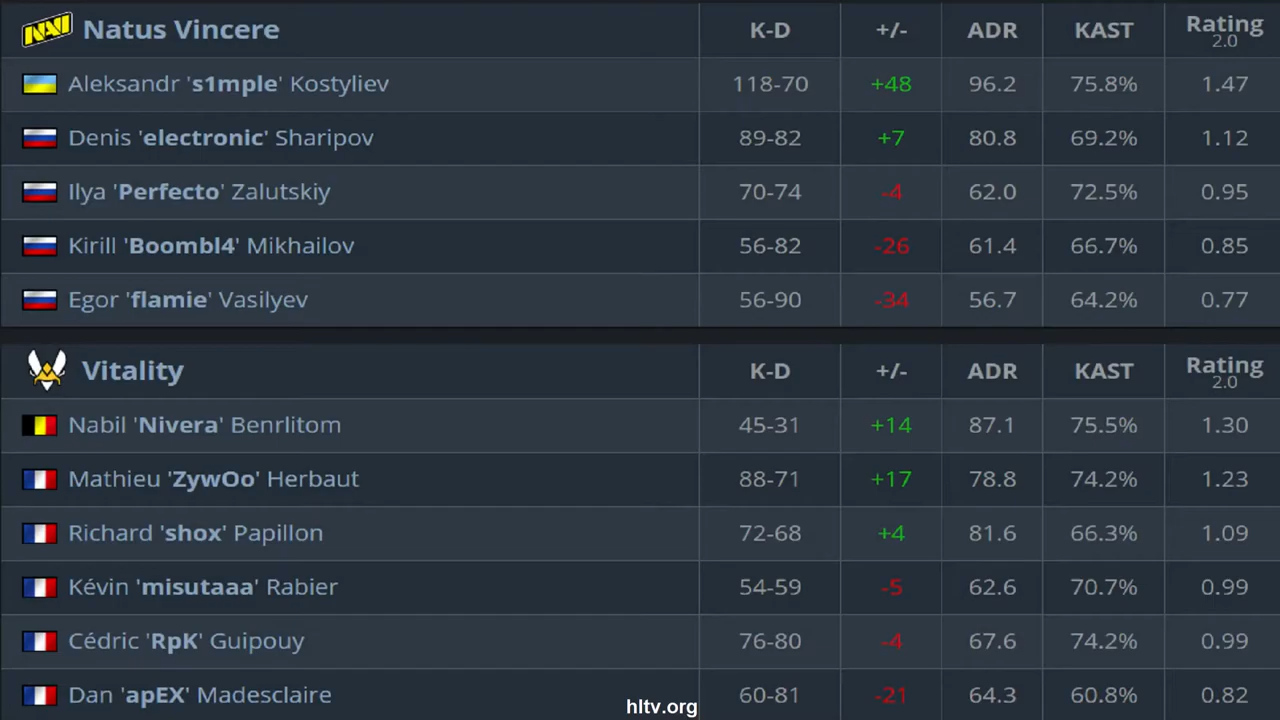 NAVI Natus Vincere K-D +/- ADR KAST Rating 2.0
Aleksandr 's1mple' Kostyliev 118-70 +48 96.2 75.8% 1.47
Denis 'electronic' Sharipov 89-82 +7 80.8 69.2% 1.12
Ilya 'Perfecto' Zalutskiy 70-74 -4 62.0 72.5% 0.95
Kirill 'Boombl4' Mikhailov 56-82 -26 61.4 66.7% 0.85
Egor 'flamie' Vasilyev 56-90 -34 56.7 64.2% 0.77
Vitality K-D +/- ADR KAST Rating 2.0
Nabil 'Nivera' Benrlitom 45-31 +14 87.1 75.5% 1.30
Mathieu 'ZywOo' Herbaut 88-71 +17 78.8 74.2% 1.23
Richard 'shox' Papillon 72-68 +4 81.6 66.3% 1.09
Kévin 'misutaaa' Rabier 54-59 -5 62.6 70.7% 0.99
Cédric 'RpK' Guipouy 76-80 -4 67.6 74.2% 0.99
Dan 'apEX' Madesclaire 60-81 -21 64.3 60.8% 0.82
hltv.org